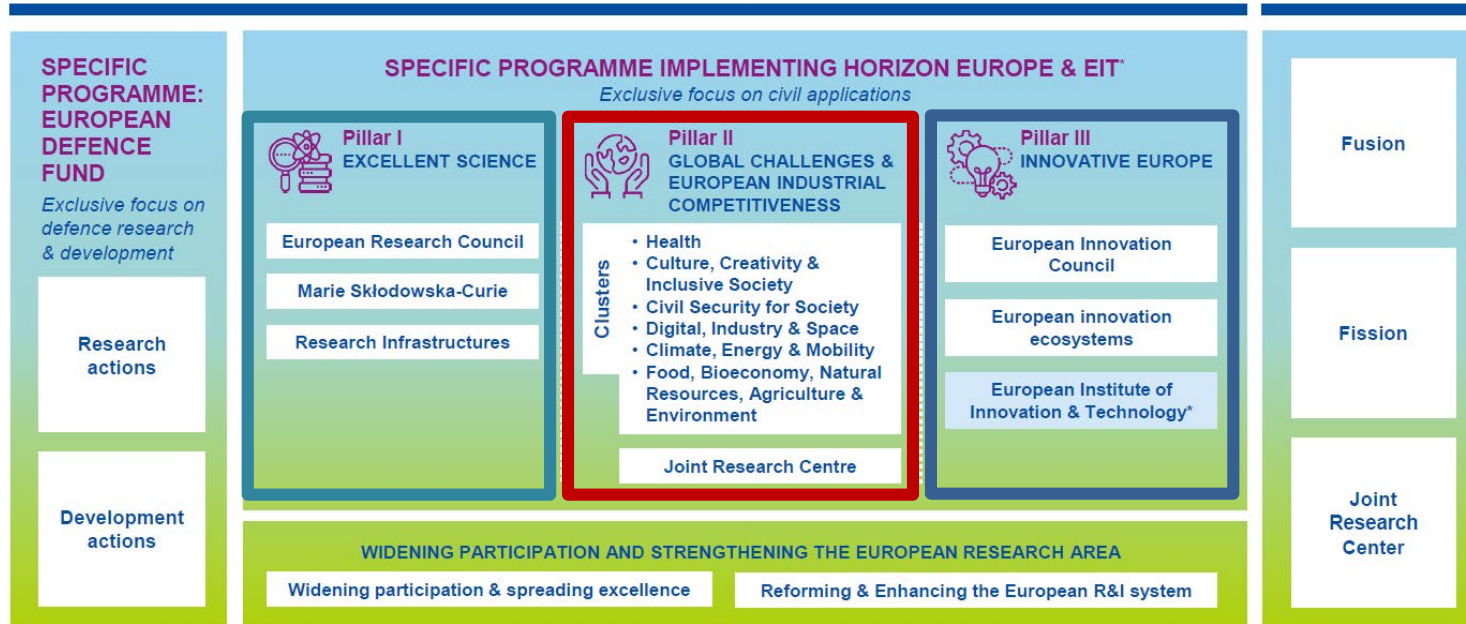 SPECIFIC
PROGRAMME:
EUROPEAN
DEFENCE
FUND
Exclusive focus on
defence research
& development
Research
actions
Development
actions
SPECIFIC PROGRAMME IMPLEMENTING HORIZON EUROPE & EIT*
Exclusive focus on civil applications
Pillar I
EXCELLENT SCIENCE
European Research Council
Marie Skłodowska-Curie
Research Infrastructures
Pillar II
GLOBAL CHALLENGES &
EUROPEAN INDUSTRIAL
COMPETITIVENESS
Clusters
• Health
• Culture, Creativity &
Inclusive Society
• Civil Security for Society
• Digital, Industry & Space
• Climate, Energy & Mobility
• Food, Bioeconomy, Natural
Resources, Agriculture &
Environment
Joint Research Centre
Pillar III
INNOVATIVE EUROPE
European Innovation
Council
European innovation
ecosystems
European Institute of
Innovation & Technology*
WIDENING PARTICIPATION AND STRENGTHENING THE EUROPEAN RESEARCH AREA
Widening participation & spreading excellence
Reforming & Enhancing the European R&I system
Fusion
Fission
Joint
Research
Center